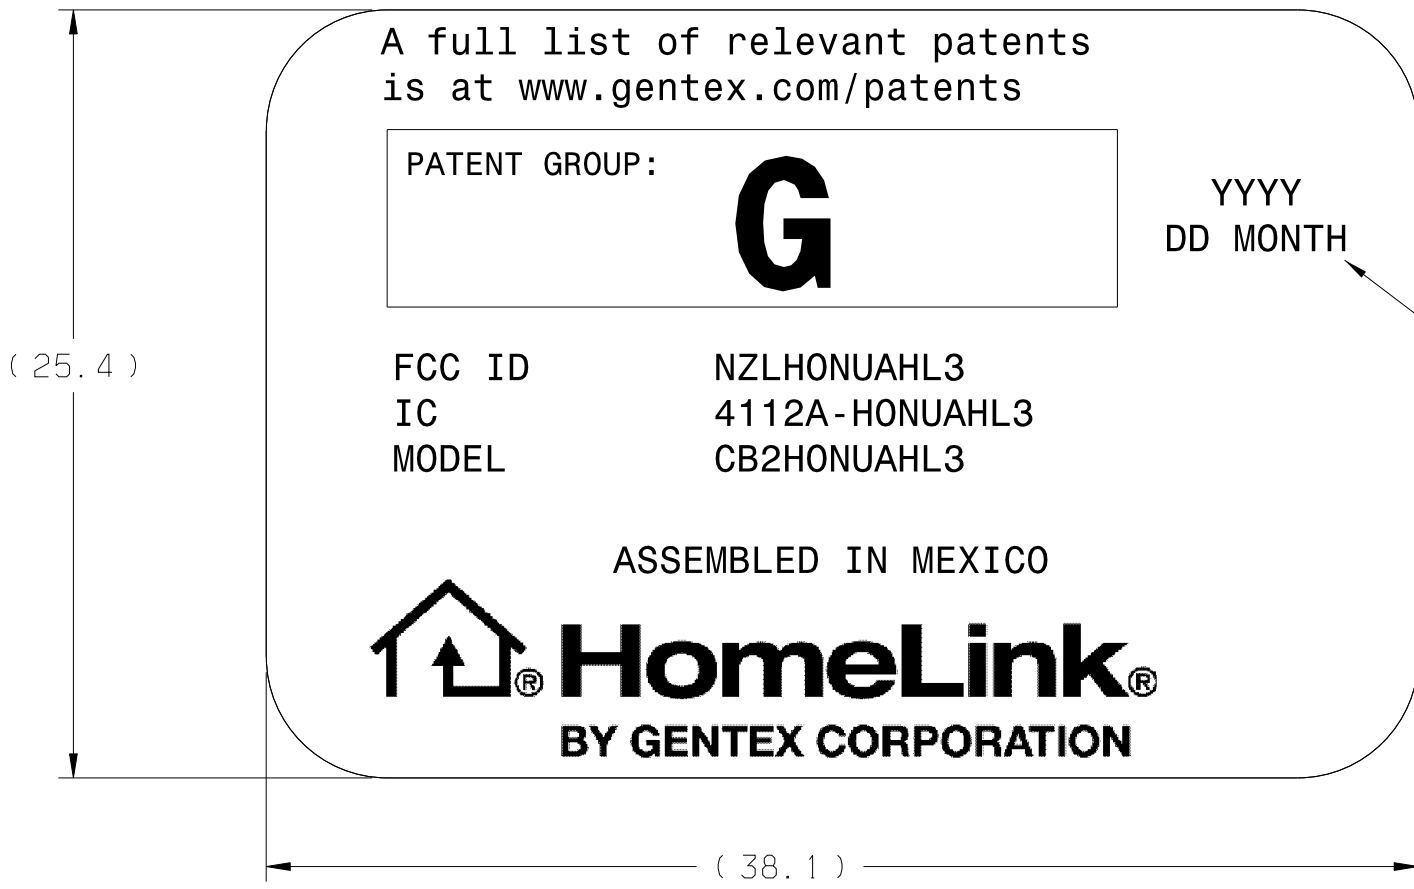 A full list of relevant patents
is at www.gentex.com/patents
PATENT GROUP:
G
YYYY
DD MONTH
(25.4)
FCC ID NZLHONUAHL3
IC 4112A-HONUAHL3
MODEL CB2HONUAHL3
ASSEMBLED IN MEXICO
® HomeLink®
BY GENTEX CORPORATION
(38.1)